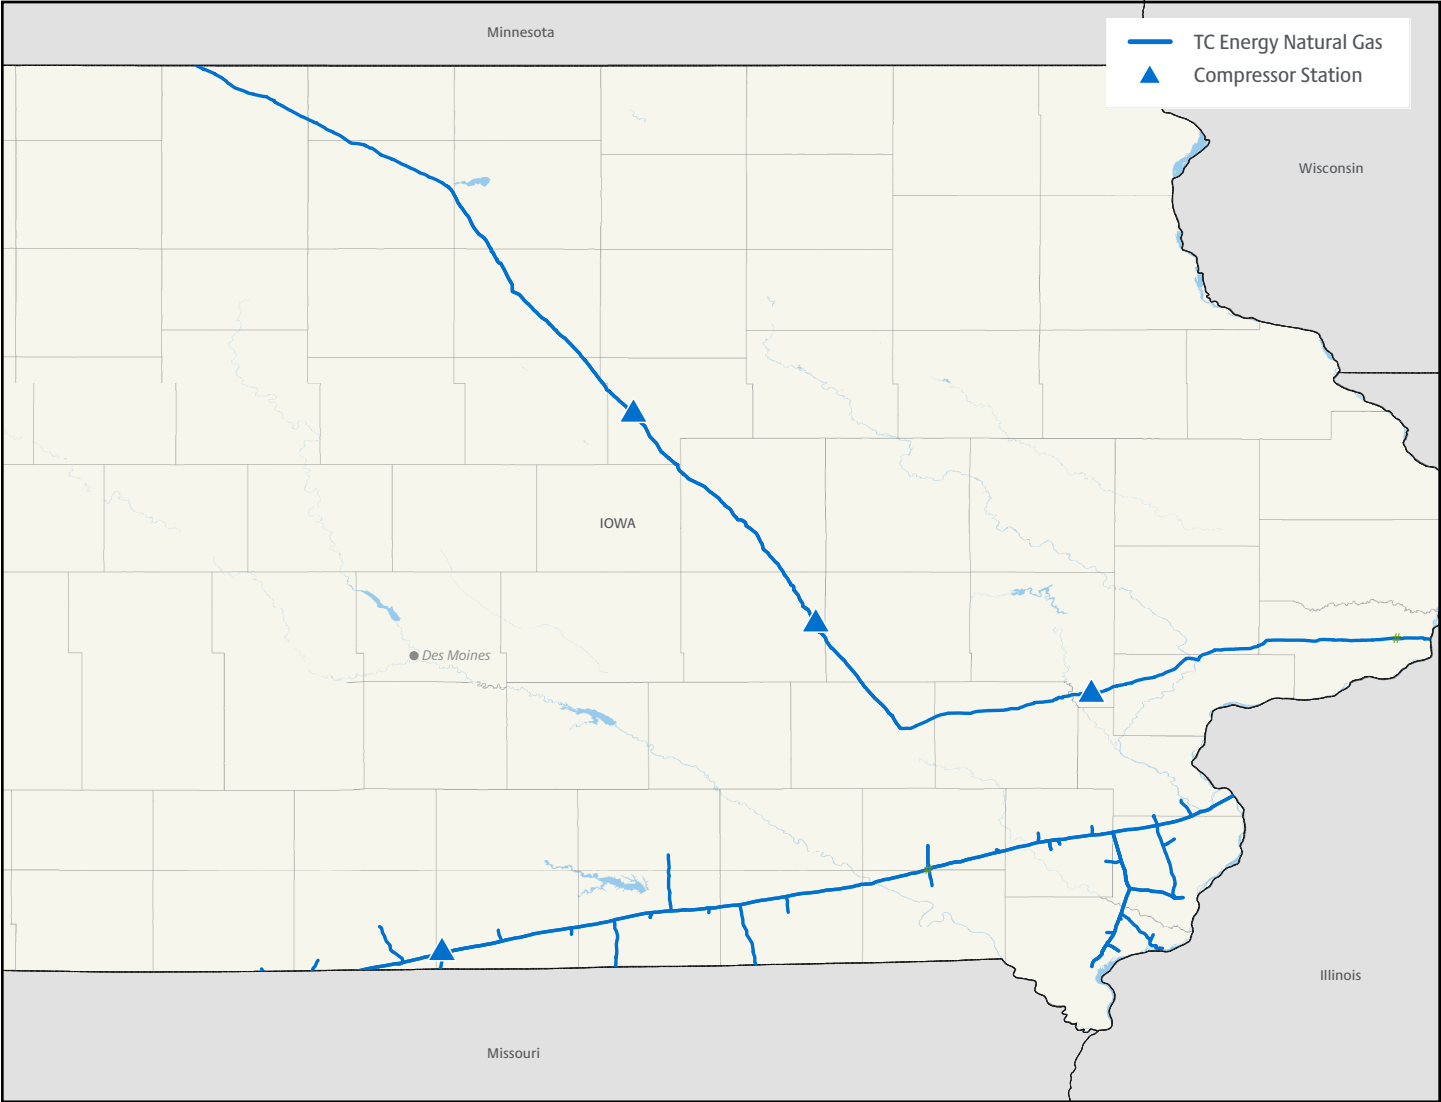 Minnesota
TC Energy Natural Gas
Compressor Station
Wisconsin
IOWA
Des Moines
Illinois
Missouri